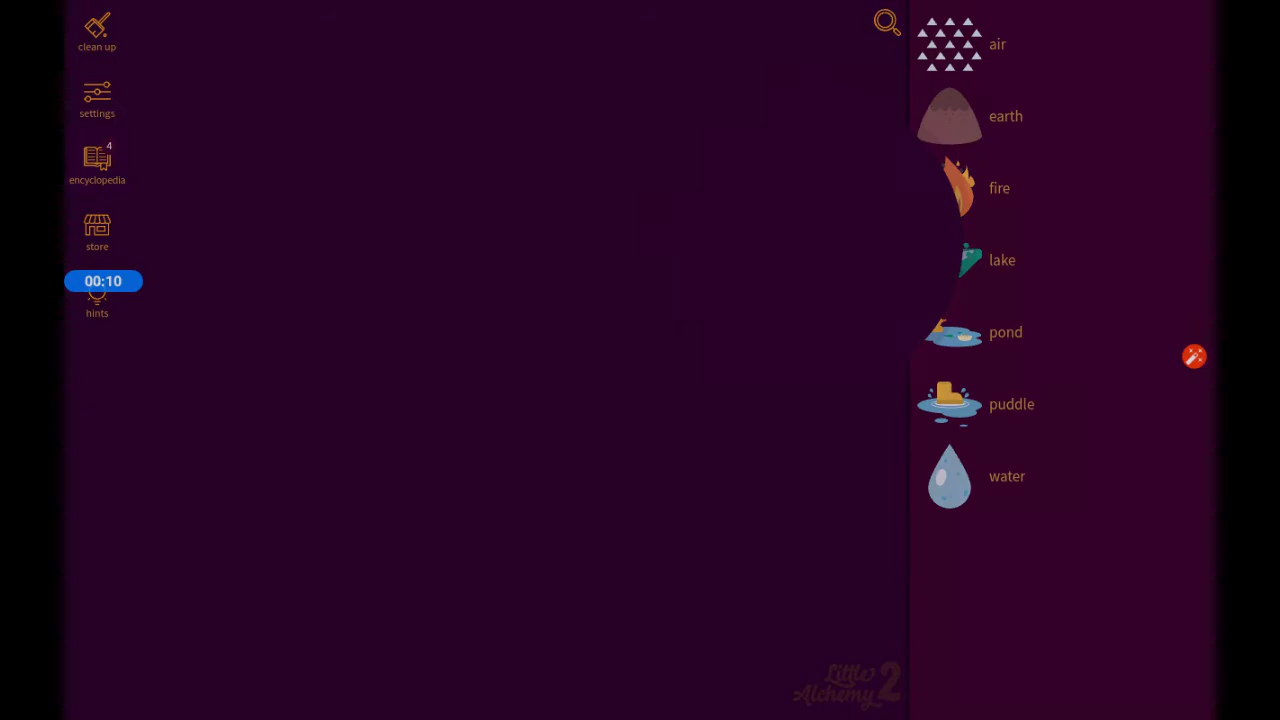 clean up
settings
4
encyclopedia
store
00:10
hints
air
earth
fire
lake
pond
puddle
water
Little Alchemy 2